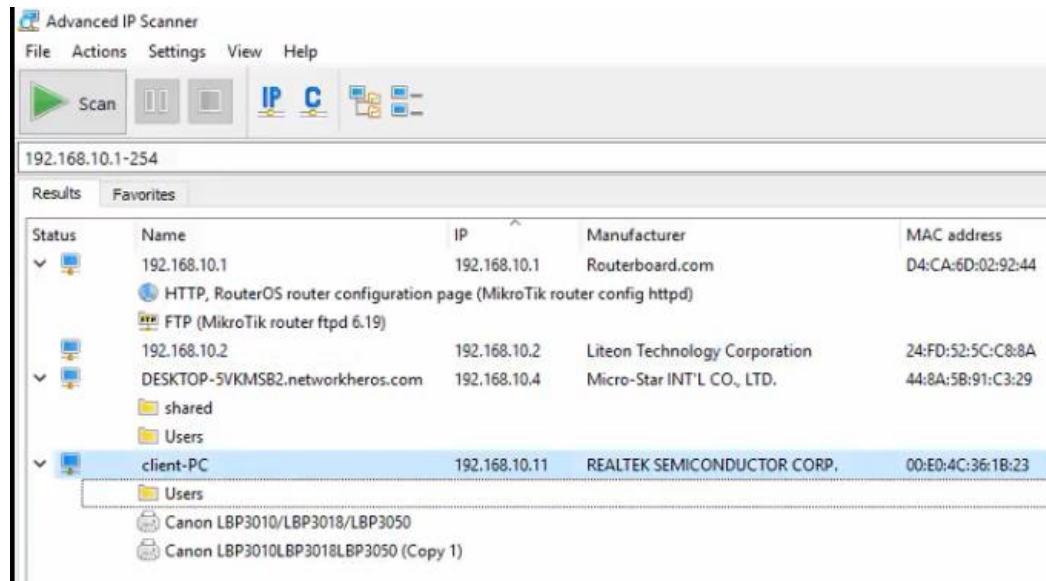 Advanced IP Scanner
File Actions Settings View Help
Scan IP C
192.168.10.1-254
Results Favorites
Status Name IP Manufacturer MAC address
192.168.10.1 192.168.10.1 Routerboard.com D4:CA:6D:02:92:44
HTTP, RouterOS router configuration page (MikroTik router config httpd)
FTP FTP (MikroTik router ftpd 6.19)
192.168.10.2 192.168.10.2 Liteon Technology Corporation 24:FD:52:5C:C8:8A
DESKTOP-5VKMSB2.networkheros.com 192.168.10.4 Micro-Star INT'L CO., LTD. 44:8A:5B:91:C3:29
shared
Users
client-PC 192.168.10.11 REALTEK SEMICONDUCTOR CORP. 00:E0:4C:36:1B:23
Users
Canon LBP3010/LBP3018/LBP3050
Canon LBP3010LBP3018LBP3050 (Copy 1)